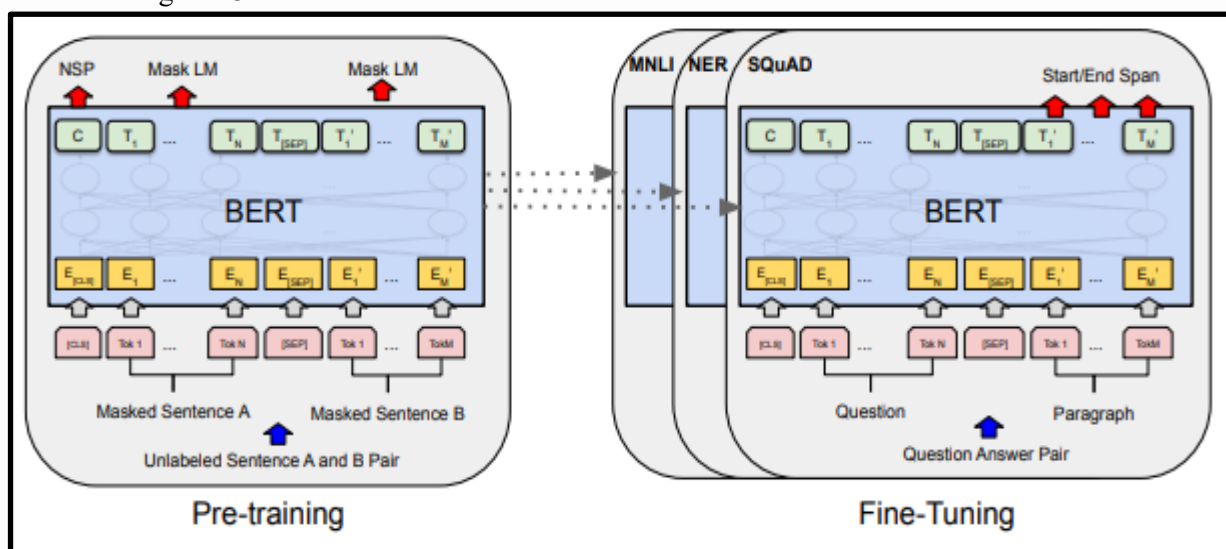 NSP Mask LM Mask LM
C T1 ... TN T[SEP] T1' ... TM'
BERT
E[CLS] E1 ... EN E[SEP] E1' ... EM'
[CLS] Tok 1 ... Tok N [SEP] Tok 1 ... TokM
Masked Sentence A Masked Sentence B
Unlabeled Sentence A and B Pair
Pre-training
MNLI NER SQuAD
Start/End Span
C T1 ... TN T[SEP] T1' ... TM'
BERT
E[CLS] E1 ... EN E[SEP] E1' ... EM'
[CLS] Tok 1 ... Tok N [SEP] Tok 1 ... TokM
Question Paragraph
Question Answer Pair
Fine-Tuning